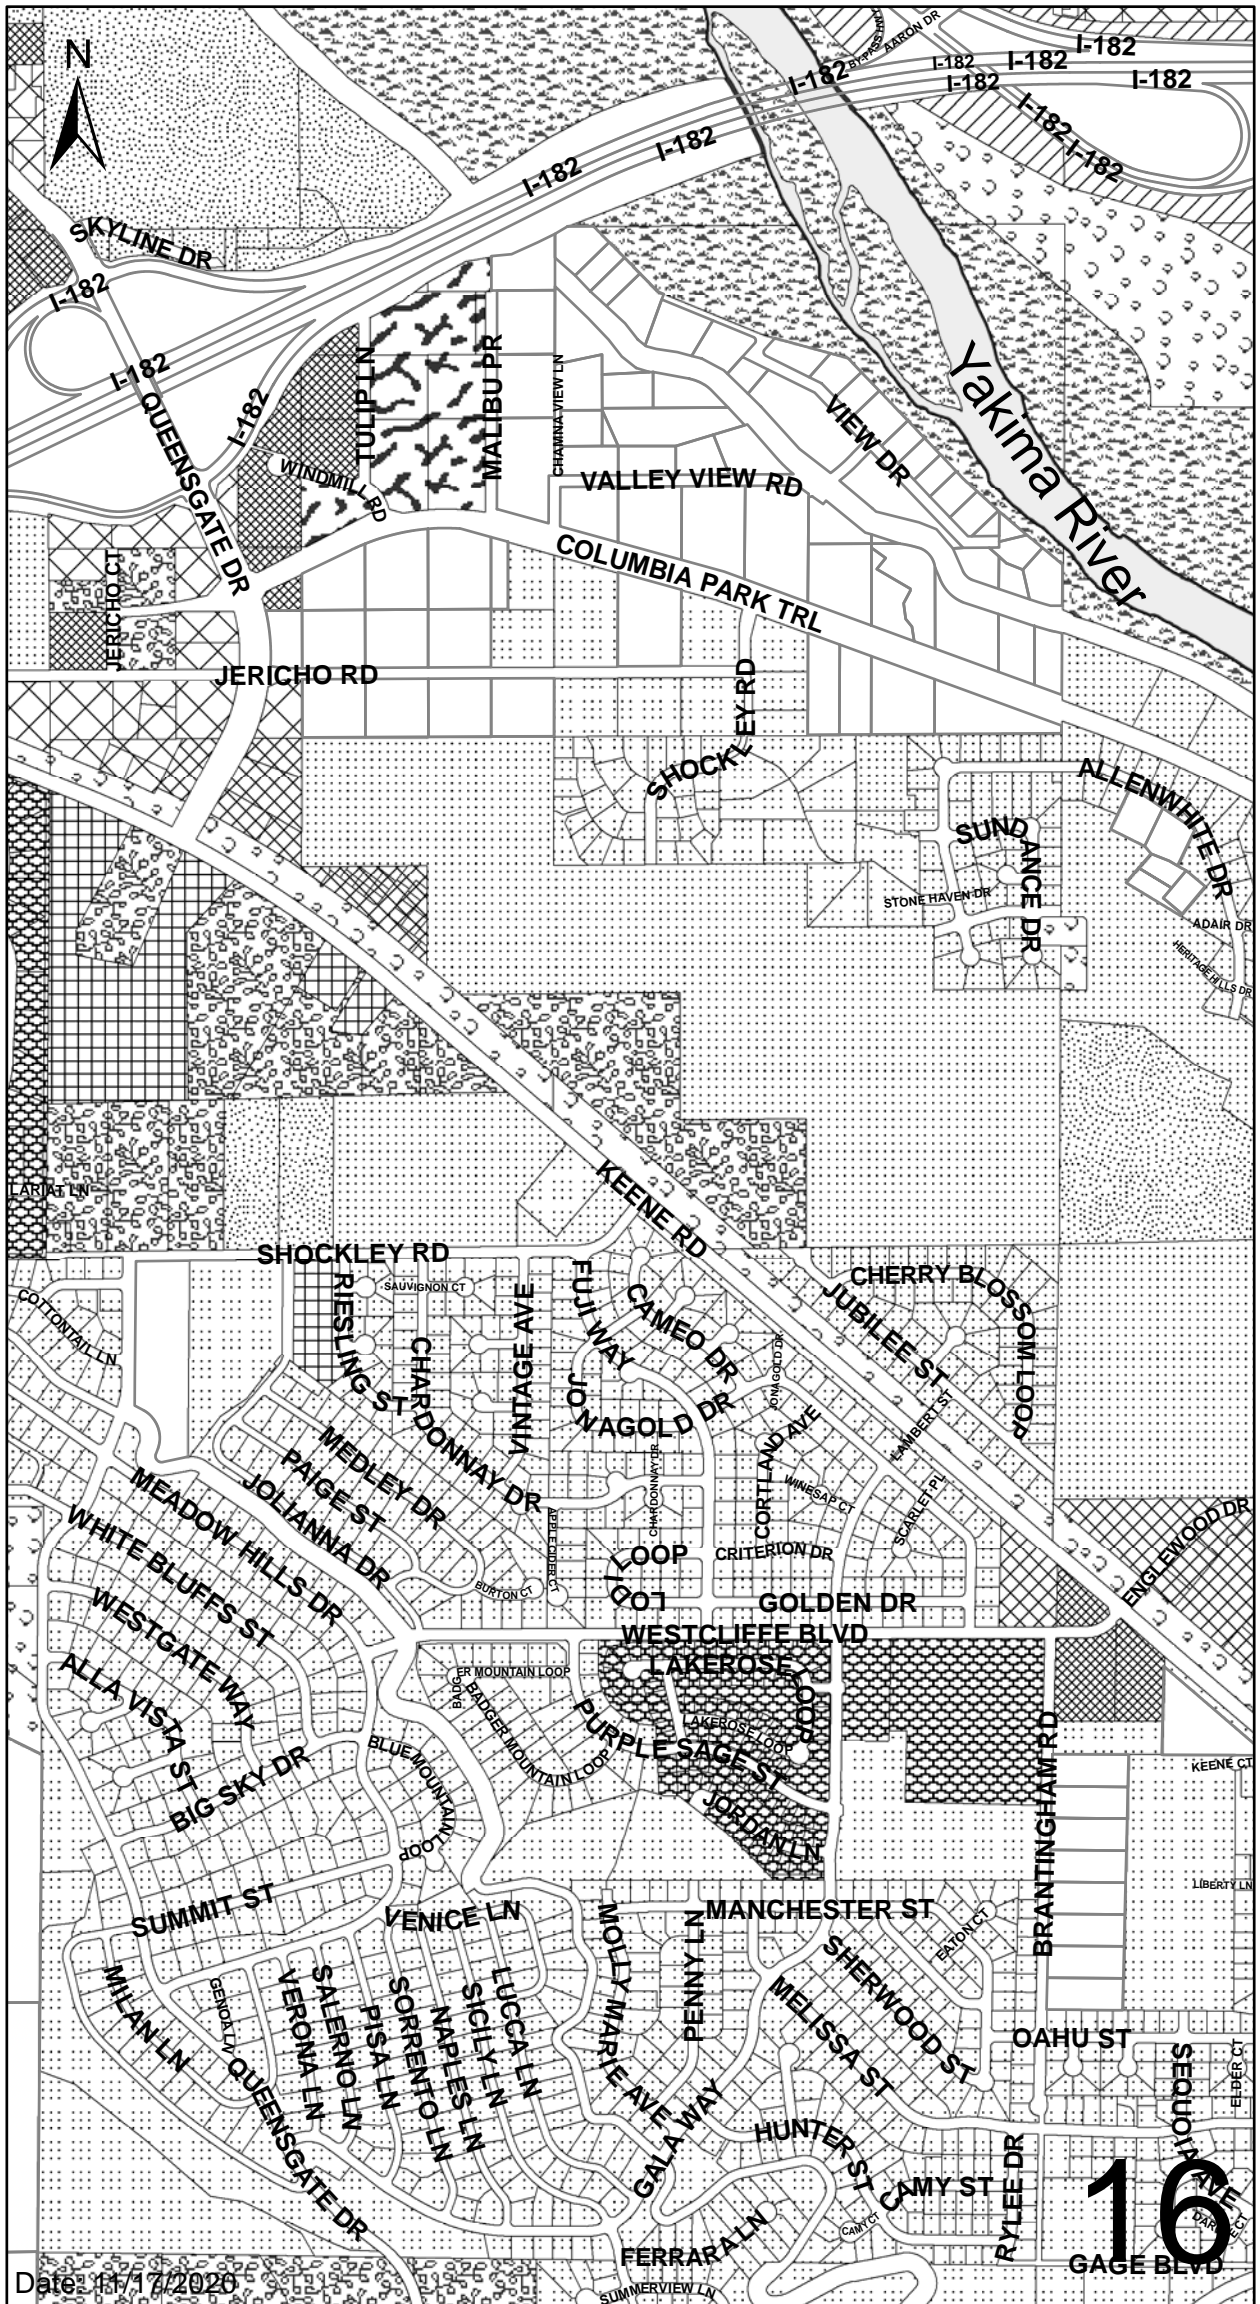 N
BY-PASS HW
AARON DR
I-182
I-182
I-182
I-182
I-182
I-182
I-182
I-182
I-182
I-182
I-182
SKYLINE DR
I-182
I-182
I-182
Yakima River
TULIP LN
MALIBU PR
CHAMNA VIEW LN
VIEW DR
QUEENSGATE DR
WINDMILL RD
VALLEY VIEW RD
COLUMBIA PARK TRL
JERICHO CT
JERICHO RD
SHOCKLEY RD
ALLENWHITE DR
SUNDANCE DR
STONE HAVEN DR
ADAIR DR
HERITAGE HILLS DR
LARIAT LN
KEENE RD
SHOCKLEY RD
SAUVIGNON CT
RIESLING ST
CHARDONNAY DR
VINTAGE AVE
FUJI WAY
CAMEO DR
CHERRY BLOSSOM LOOP
JUBILEE ST
COTTONTAIL LN
JONAGOLD DR
JONAGOLD DR
CORTLAND AVE
LAMBERT ST
CHARDONNAY DR
WINESAP CT
SCARLET PL
MEDLEY DR
PAIGE ST
JOLIANNA DR
MEADOW HILLS DR
WHITE BLUFFS ST
WESTGATE WAY
ALLA VISTA ST
BIG SKY DR
APPLE CIDER CT
BURTON CT
LODI LOOP
LODI
CRITERION DR
GOLDEN DR
ENGLEWOOD DR
WESTCLIFFE BLVD
LAKEROSE LOOP
LAKEROSE LOOP
BADGER MOUNTAIN LOOP
BADGER MOUNTAIN LOOP
PURPLE SAGE ST
JORDAN LN
BLUE MOUNTAIN LOOP
BRANTINGHAM RD
KEENE CT
LIBERTY LN
SUMMIT ST
VENICE LN
MANCHESTER ST
EATON CT
MOLLY MARIE AVE
PENNY LN
SHERWOOD ST
MELISSA ST
OAHU ST
SEQUOIA AVE
ELDER CT
MILAN LN
GENOA LN
VERONA LN
SALERNO LN
PISA LN
SORRENTO LN
NAPLES LN
SICILY LN
LUCCA LN
QUEENSGATE DR
GALA WAY
HUNTER ST
CAMY ST
CAMY CT
RYLEE DR
FERRARA LN
SUMMERVIEW LN
GAGE BLVD
16
Date: 11/17/2020